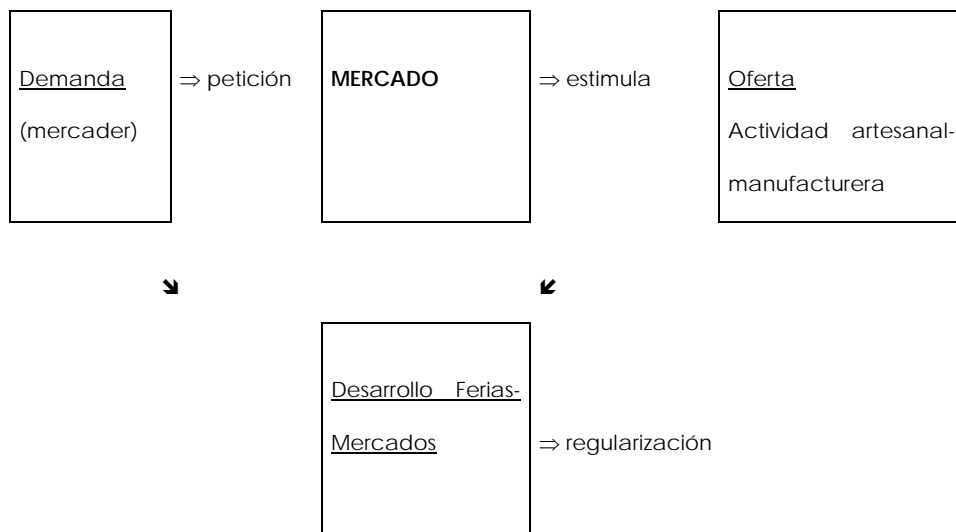 Demanda ⇒ petición MERCADO ⇒ estimula Oferta
(mercader) Actividad artesanal-
manufacturera
Desarrollo Ferias-
Mercados ⇒ regularización